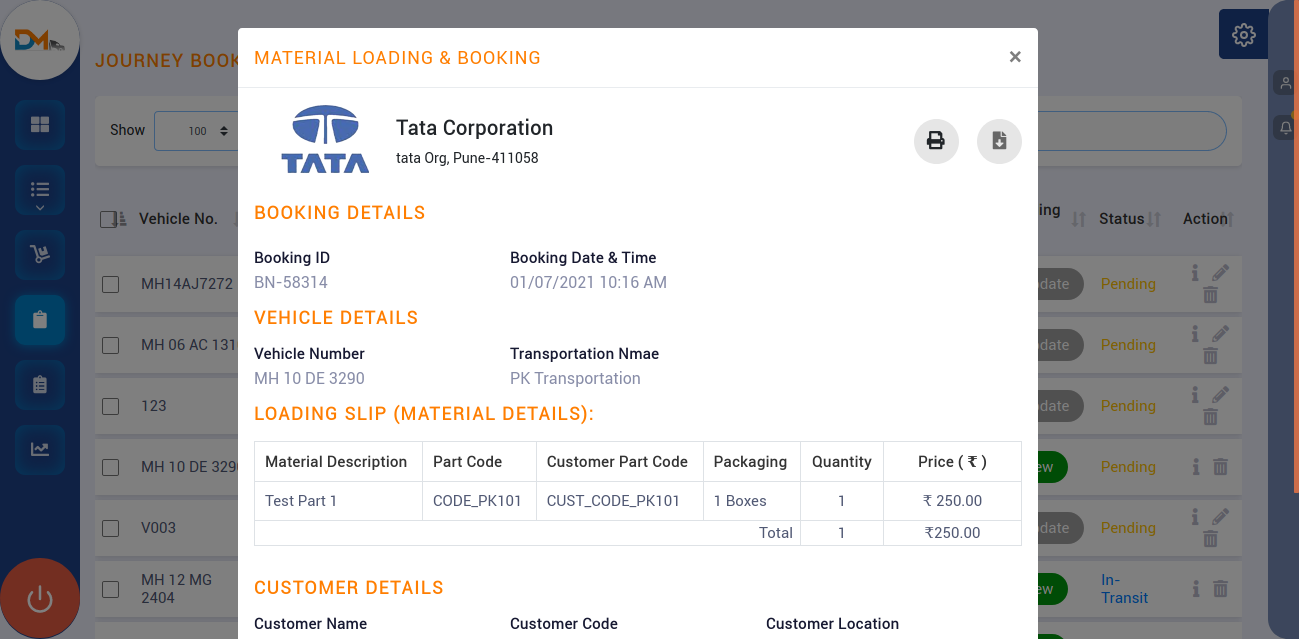 DM
JOURNEY BOOK
Show 100
Vehicle No.
ing Status Action
MH14AJ7272 date Pending
MH 06 AC 131 date Pending
123 date Pending
MH 10 DE 329 ew Pending
V003 date Pending
MH 12 MG 2404 ew In-Transit
MATERIAL LOADING & BOOKING ×
TATA
Tata Corporation
tata Org, Pune-411058
BOOKING DETAILS
Booking ID Booking Date & Time
BN-58314 01/07/2021 10:16 AM
VEHICLE DETAILS
Vehicle Number Transportation Nmae
MH 10 DE 3290 PK Transportation
LOADING SLIP (MATERIAL DETAILS):
Material Description Part Code Customer Part Code Packaging Quantity Price ( ₹ )
Test Part 1 CODE_PK101 CUST_CODE_PK101 1 Boxes 1 ₹ 250.00
Total 1 ₹250.00
CUSTOMER DETAILS
Customer Name Customer Code Customer Location